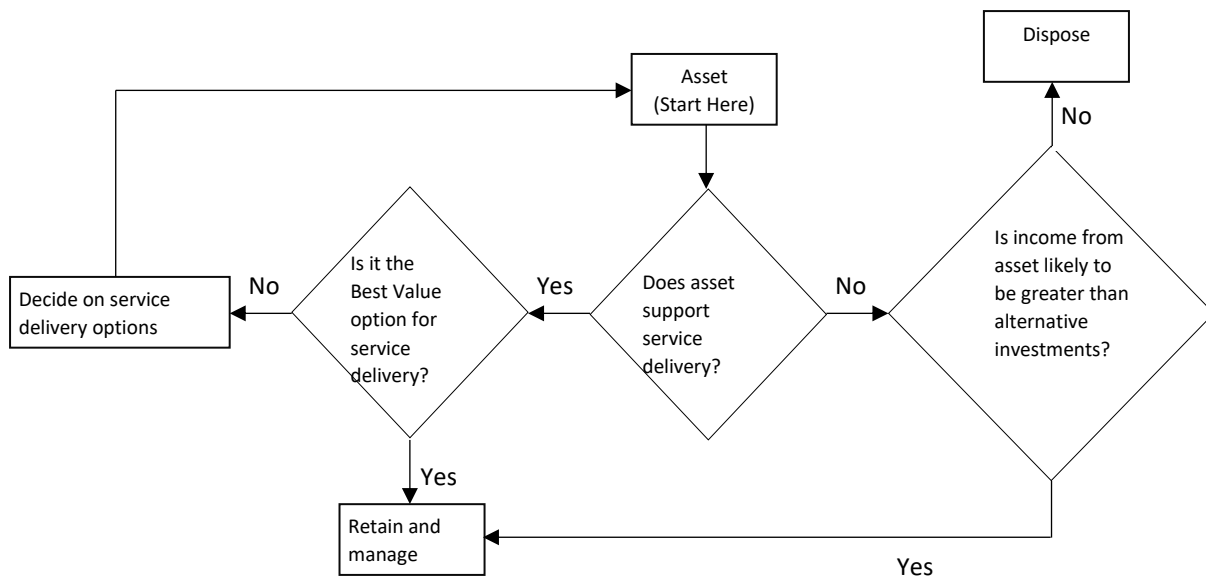 Dispose
Asset
(Start Here)
No
Is it the
Best Value
option for
service
delivery?
Does asset
support
service
delivery?
Is income from
asset likely to
be greater than
alternative
investments?
Decide on service
delivery options
No
Yes
No
Yes
Retain and
manage
Yes